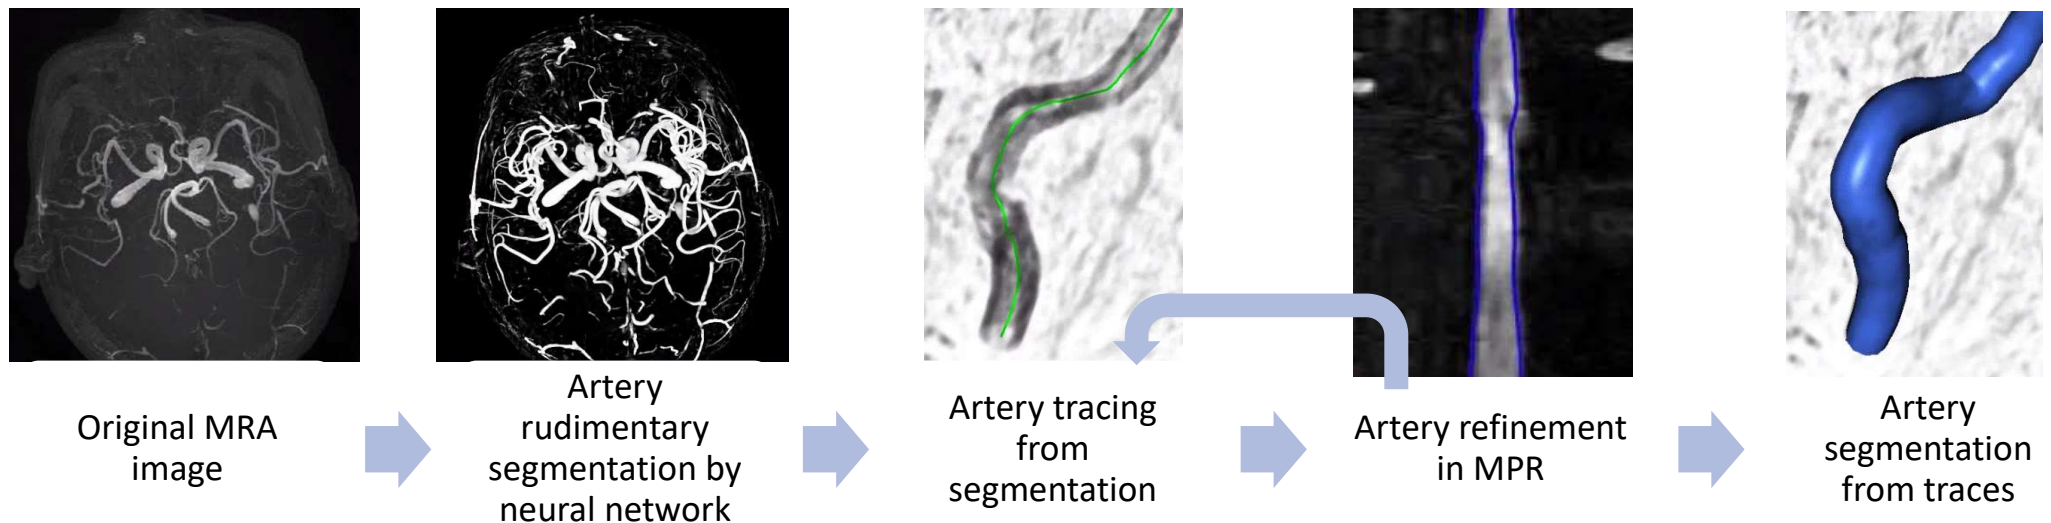 Original MRA
image
Artery
rudimentary
segmentation by
neural network
Artery tracing
from
segmentation
Artery refinement
in MPR
Artery
segmentation
from traces